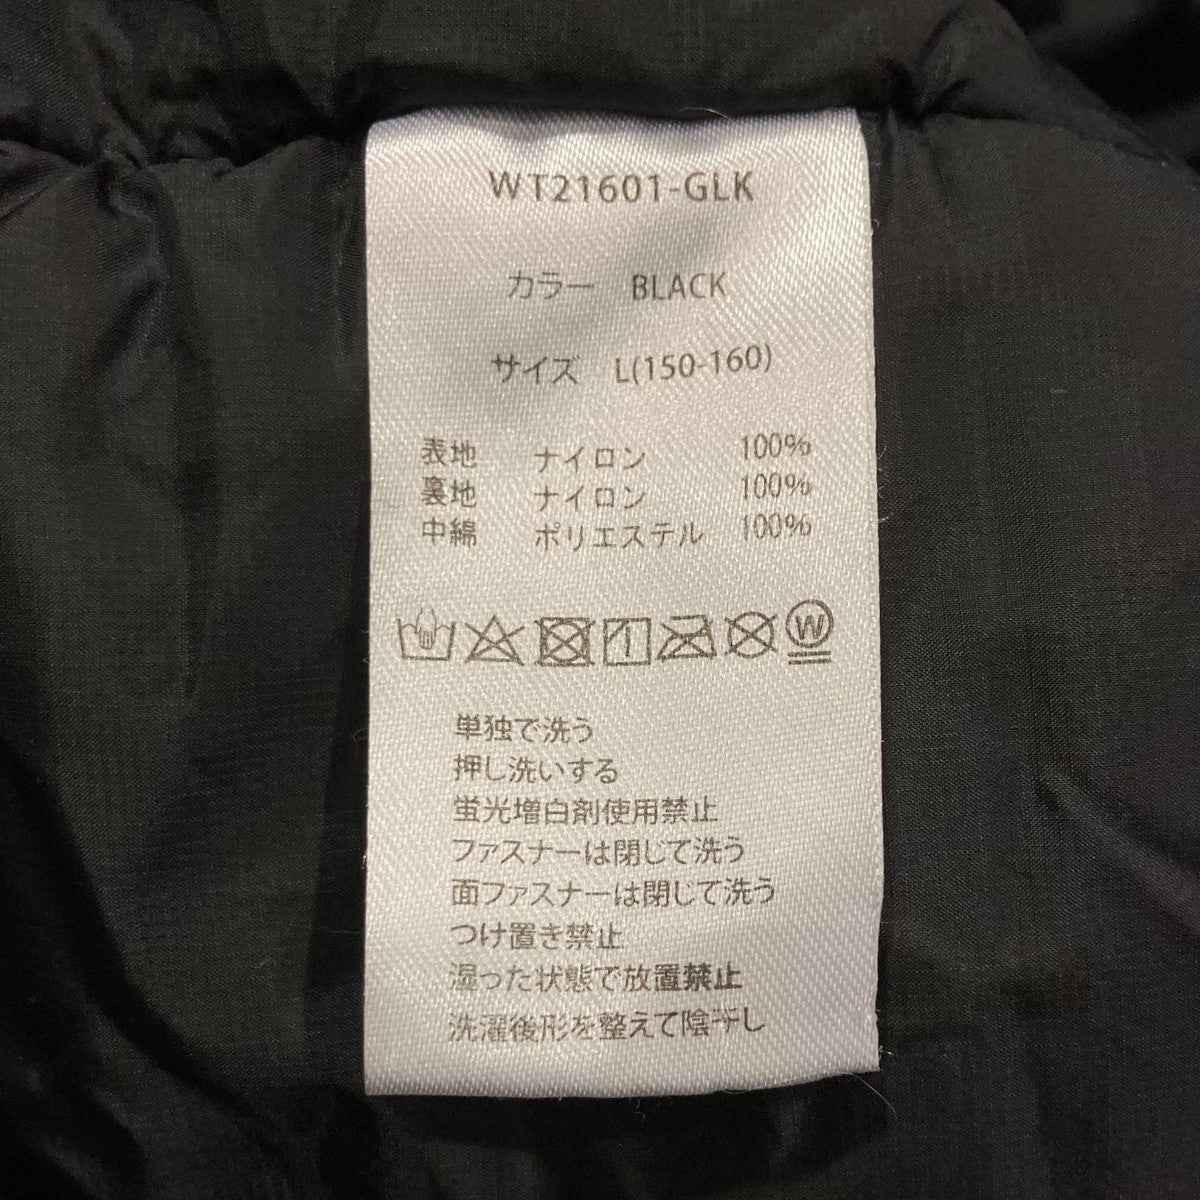 WT21601-GLK
カラー BLACK
サイズ L(150-160)
表地 ナイロン 100%
裏地 ナイロン 100%
中綿 ポリエステル 100%
W
単独で洗う
押し洗いする
蛍光増白剤使用禁止
ファスナーは閉じて洗う
面ファスナーは閉じて洗う
つけ置き禁止
湿った状態で放置禁止
洗濯後形を整えて陰干し